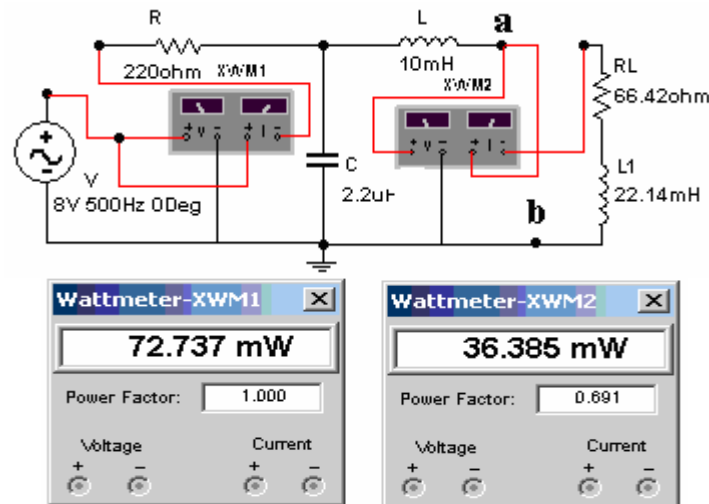 R
L
a
220ohm
XWM1
10mH
XWM2
RL
66.42ohm
+ V − + I −
+ V − + I −
V
8V 500Hz 0Deg
C
2.2uF
L1
22.14mH
b
Wattmeter-XWM1
72.737 mW
Power Factor: 1.000
Voltage Current
+ − + −
Wattmeter-XWM2
36.385 mW
Power Factor: 0.691
Voltage Current
+ − + −